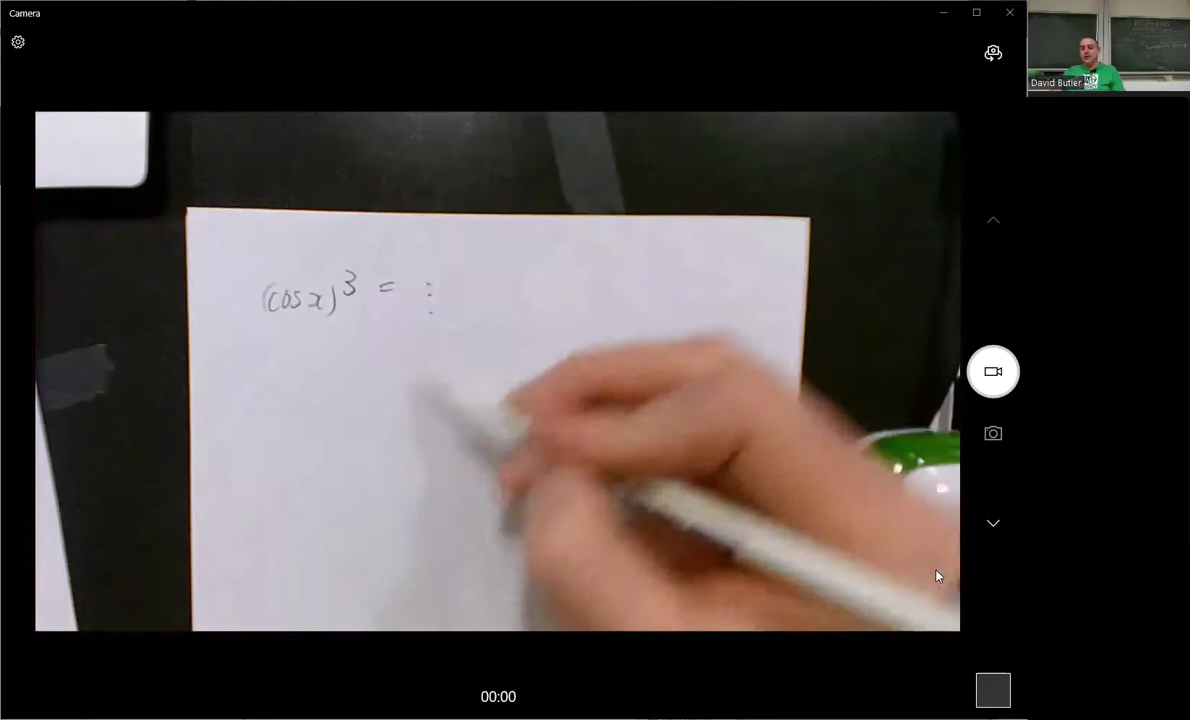 Camera
David Butler
(cos x)³ = ⋮
00:00